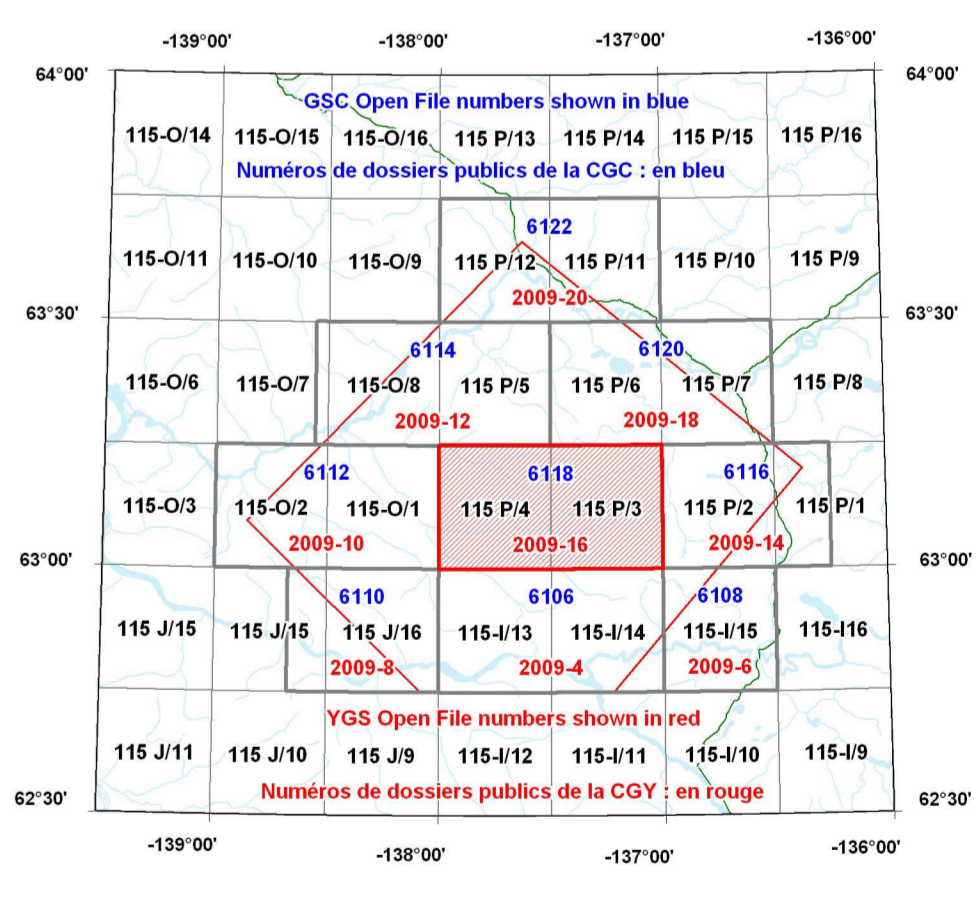 -139°00' -138°00' -137°00' -136°00'
64°00' 64°00'
GSC Open File numbers shown in blue
115-O/14 115-O/15 115-O/16 115 P/13 115 P/14 115 P/15 115 P/16
Numéros de dossiers publics de la CGC : en bleu
6122
115-O/11 115-O/10 115-O/9 115 P/12 115 P/11 115 P/10 115 P/9
2009-20
63°30' 63°30'
6114 6120
115-O/6 115-O/7 115-O/8 115 P/5 115 P/6 115 P/7 115 P/8
2009-12 2009-18
6112 6118 6116
115-O/3 115-O/2 115-O/1 115 P/4 115 P/3 115 P/2 115 P/1
2009-10 2009-16 2009-14
63°00' 63°00'
6110 6106 6108
115 J/15 115 J/15 115 J/16 115-I/13 115-I/14 115-I/15 115-I16
2009-8 2009-4 2009-6
YGS Open File numbers shown in red
115 J/11 115 J/10 115 J/9 115-I/12 115-I/11 115-I/10 115-I/9
Numéros de dossiers publics de la CGY : en rouge
62°30' 62°30'
-139°00' -138°00' -137°00' -136°00'